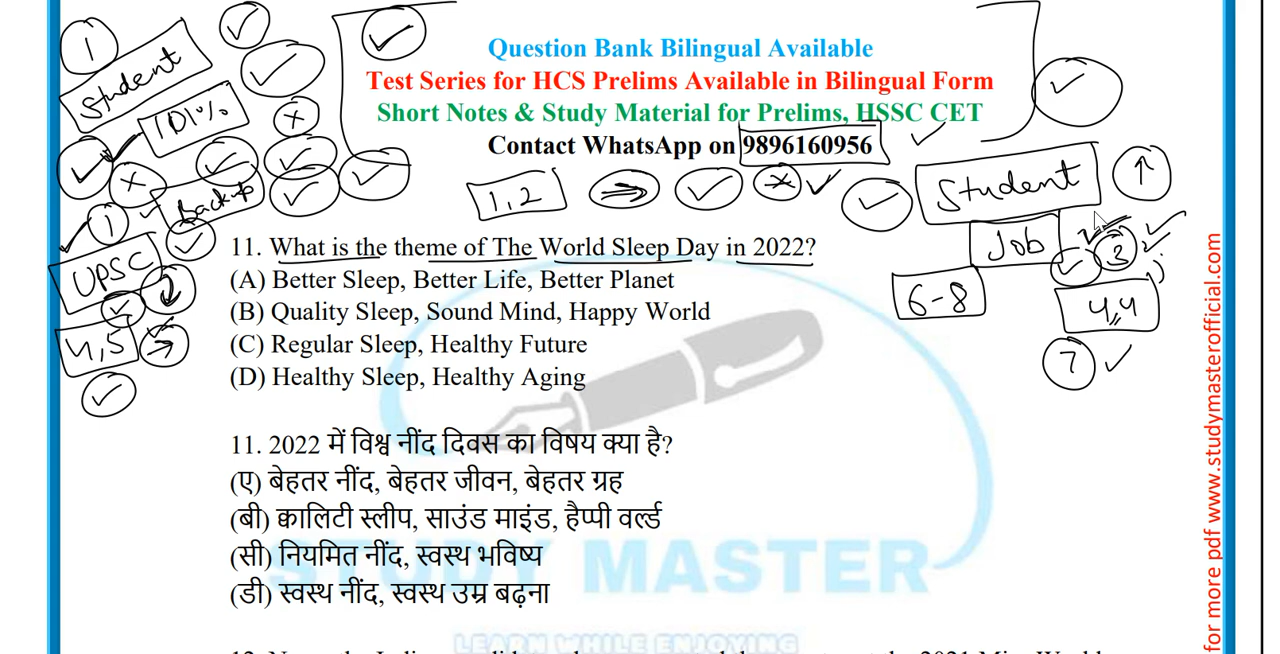 Question Bank Bilingual Available
Test Series for HCS Prelims Available in Bilingual Form
Short Notes & Study Material for Prelims, HSSC CET
Contact WhatsApp on 9896160956
1
Student
101%
Backup
1
UPSC
4,5
1,2
Student
Job
3
6-8
4,4
7
11. What is the theme of The World Sleep Day in 2022?
(A) Better Sleep, Better Life, Better Planet
(B) Quality Sleep, Sound Mind, Happy World
(C) Regular Sleep, Healthy Future
(D) Healthy Sleep, Healthy Aging
11. 2022 में विश्व नींद दिवस का विषय क्या है?
(ए) बेहतर नींद, बेहतर जीवन, बेहतर ग्रह
(बी) क्वालिटी स्लीप, साउंड माइंड, हैप्पी वर्ल्ड
(सी) नियमित नींद, स्वस्थ भविष्य
(डी) स्वस्थ नींद, स्वस्थ उम्र बढ़ना
STUDY MASTER
LEARN WHILE ENJOYING
for more pdf www.studymasterofficial.com